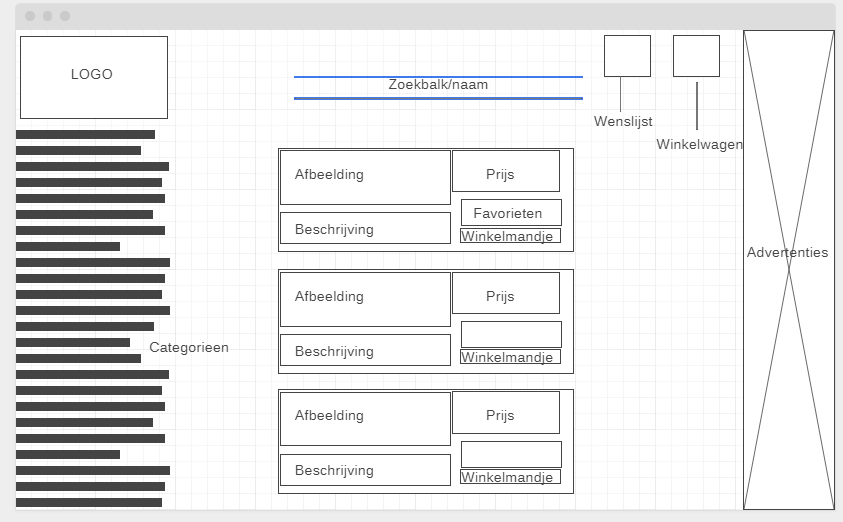 LOGO
Zoekbalk/naam
Wenslijst
Winkelwagen
Categorieen
Afbeelding
Prijs
Favorieten
Beschrijving
Winkelmandje
Afbeelding
Prijs
Beschrijving
Winkelmandje
Afbeelding
Prijs
Beschrijving
Winkelmandje
Advertenties